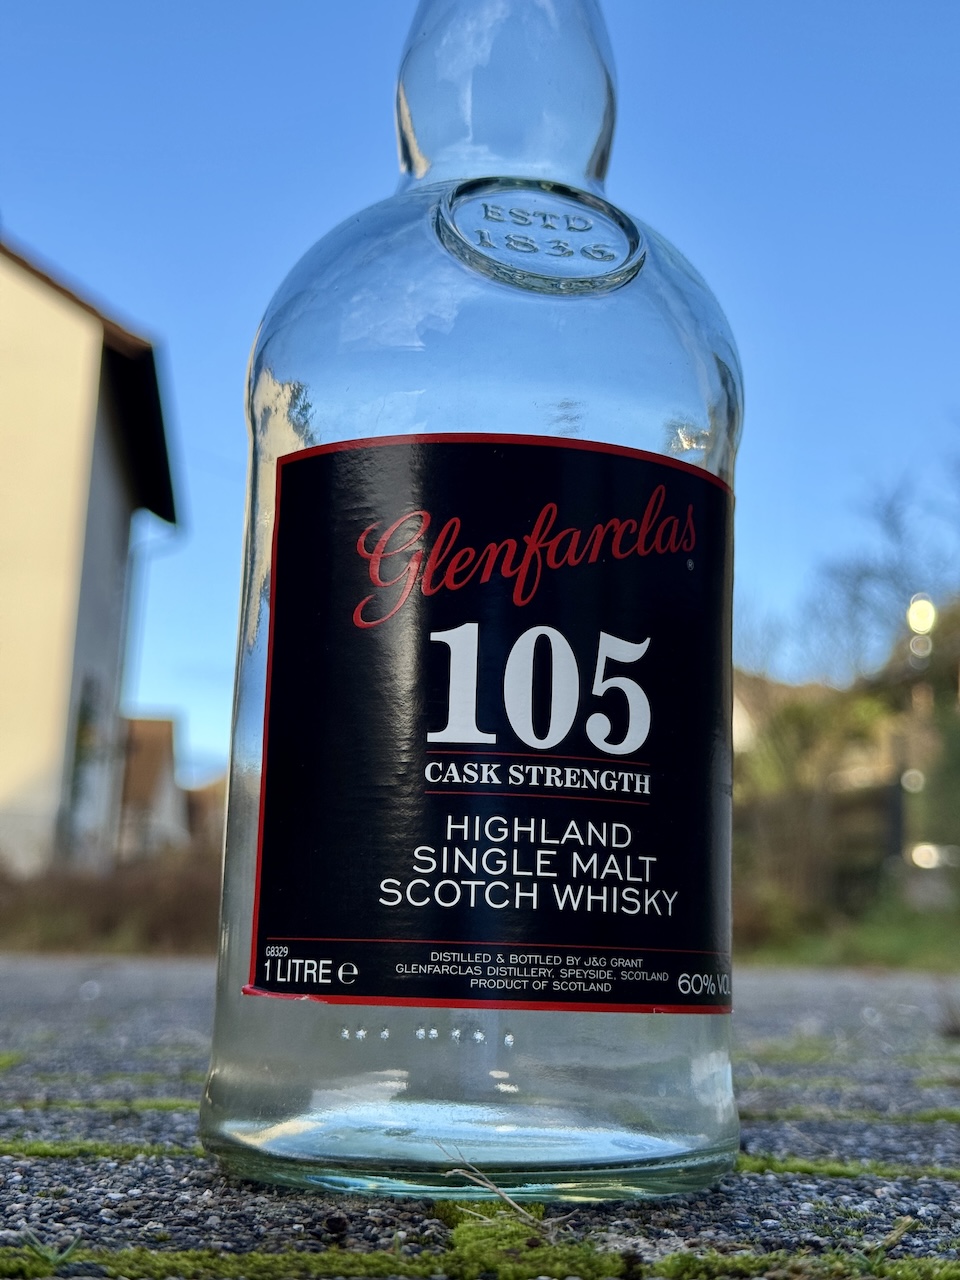 ESTD
1836
Glenfarclas
®
105
CASK STRENGTH
HIGHLAND
SINGLE MALT
SCOTCH WHISKY
G8329
1 LITRE ℮
DISTILLED & BOTTLED BY J&G GRANT
GLENFARCLAS DISTILLERY, SPEYSIDE, SCOTLAND
PRODUCT OF SCOTLAND
60% VOL